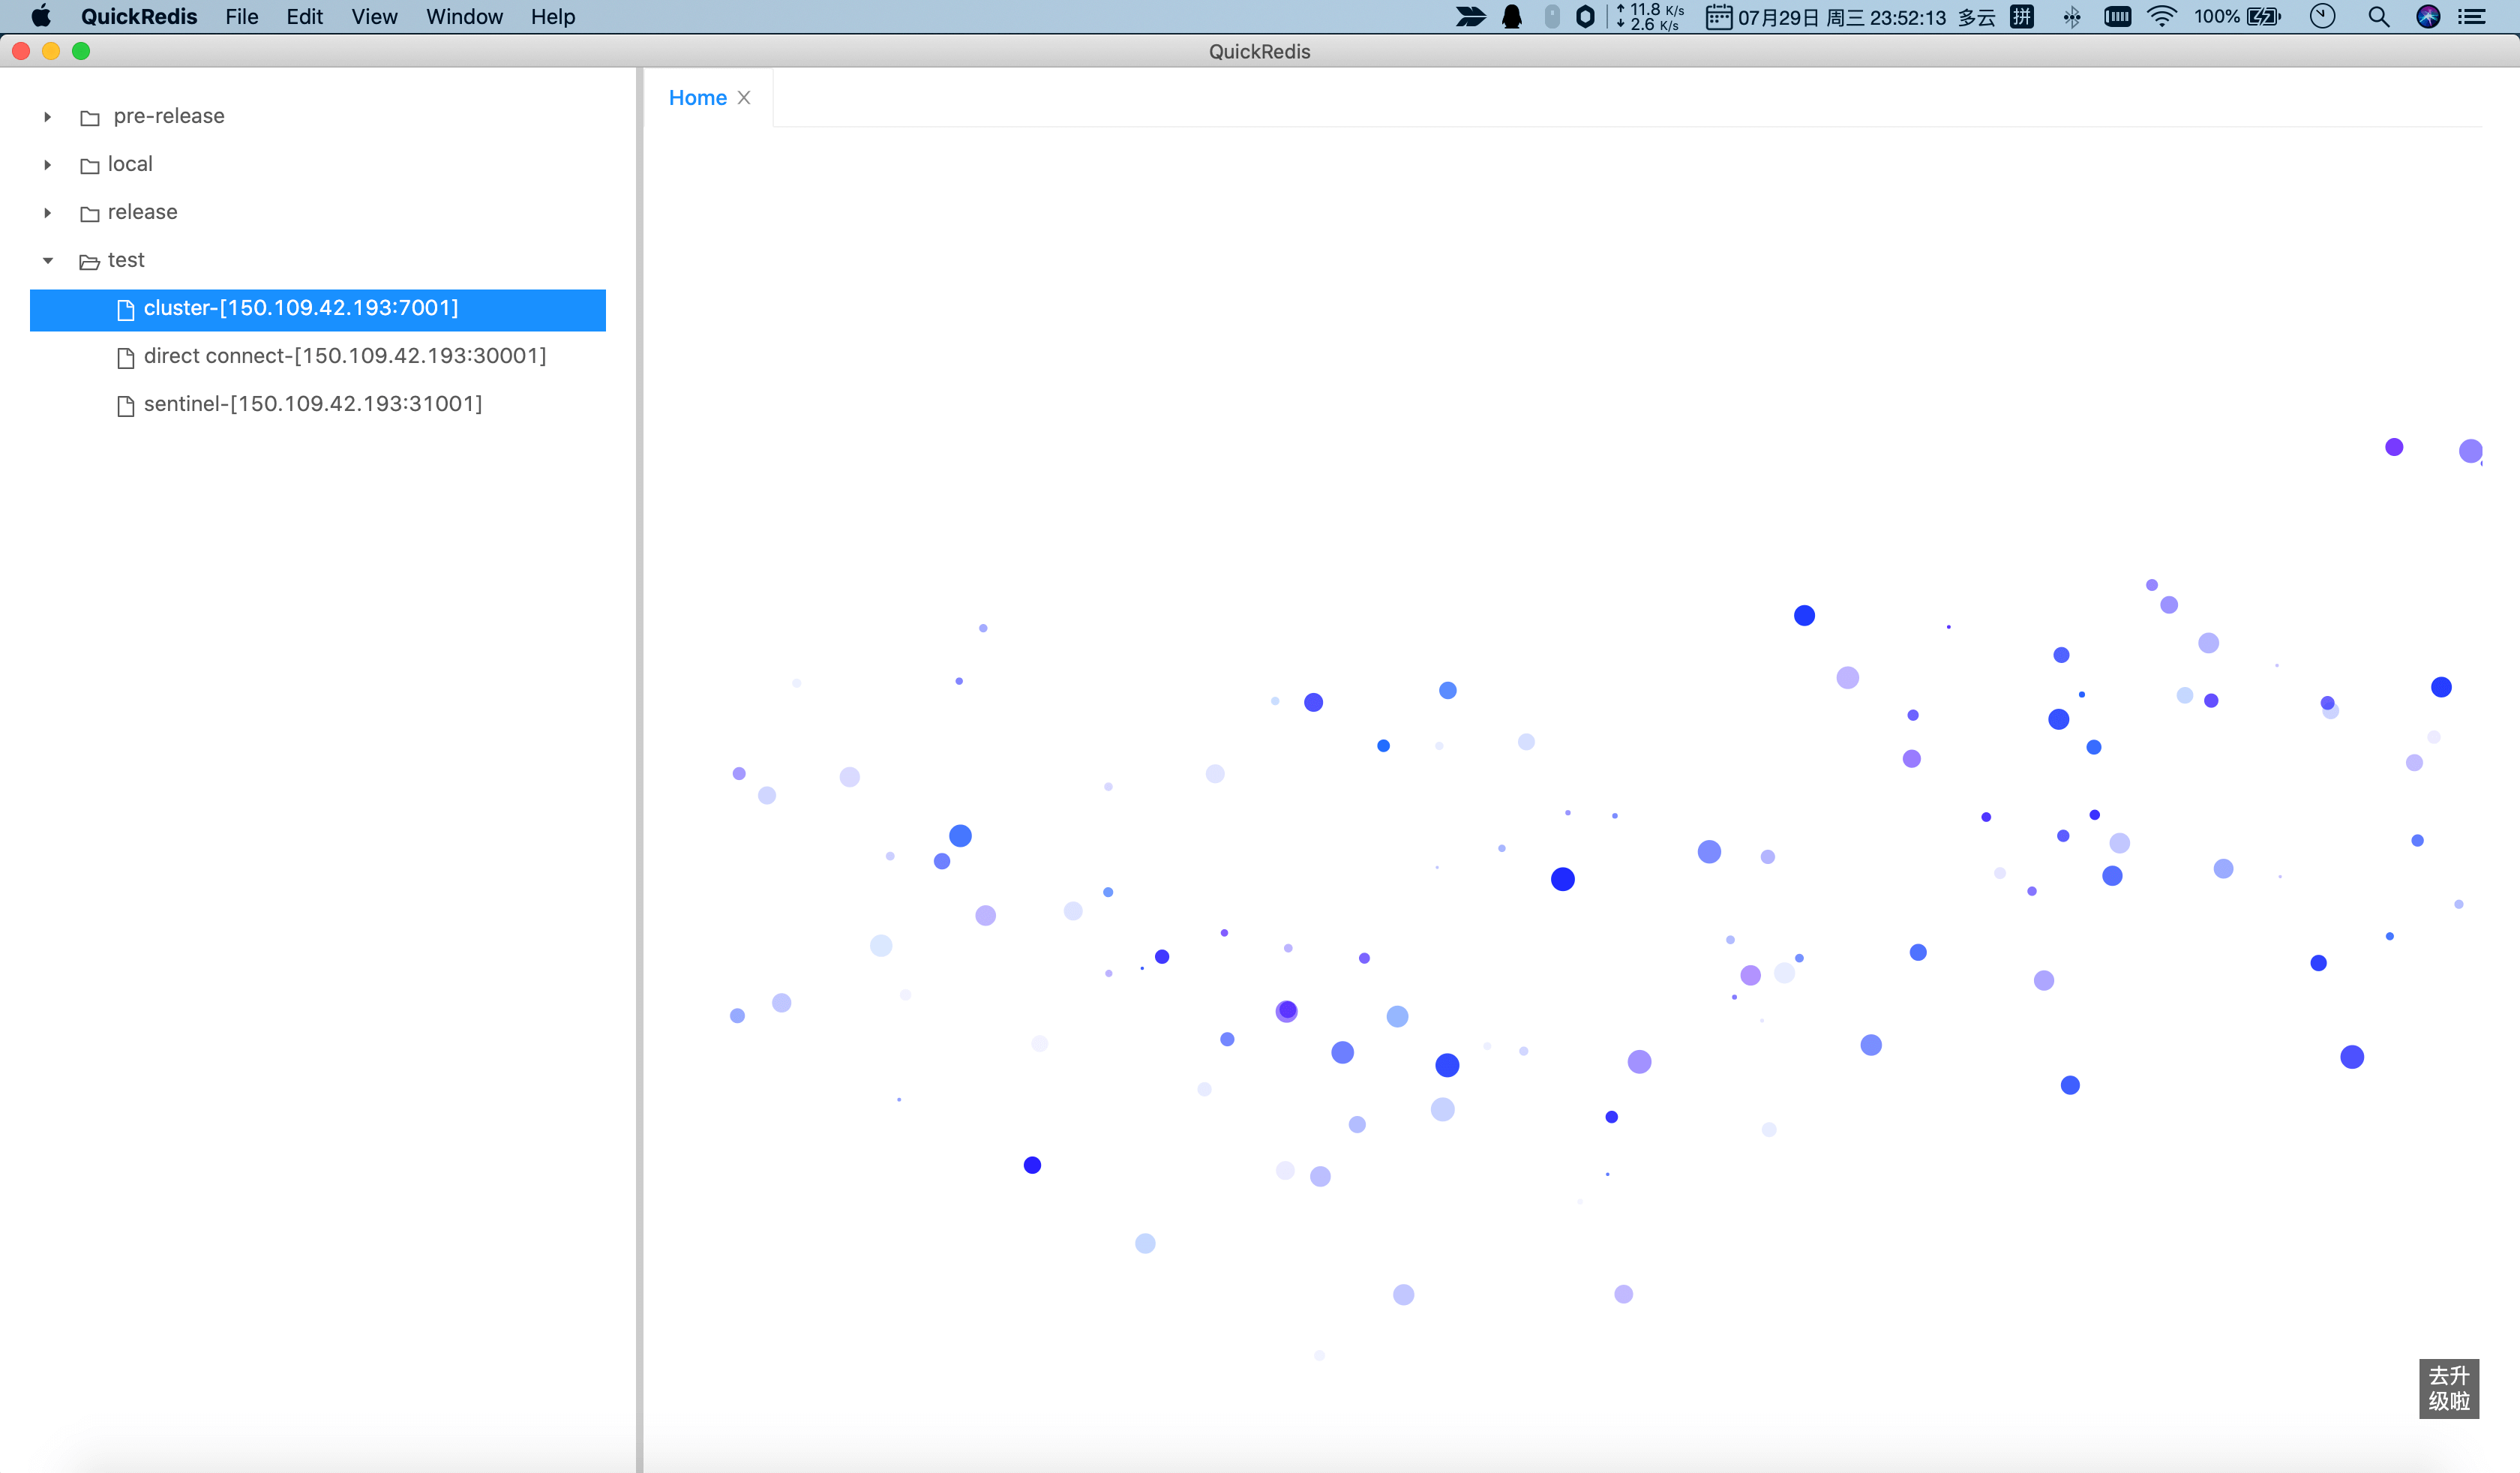 QuickRedis File Edit View Window Help
11.8 K/s
2.6 K/s
07月29日 周三 23:52:13 多云 拼 100%
QuickRedis
pre-release
local
release
test
cluster-[150.109.42.193:7001]
direct connect-[150.109.42.193:30001]
sentinel-[150.109.42.193:31001]
Home
去升
级啦